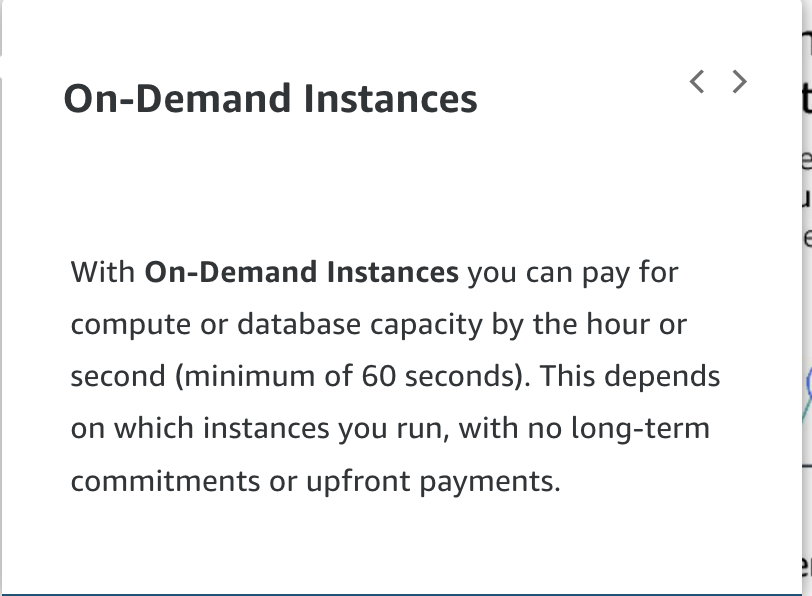 On-Demand Instances
With On-Demand Instances you can pay for
compute or database capacity by the hour or
second (minimum of 60 seconds). This depends
on which instances you run, with no long-term
commitments or upfront payments.